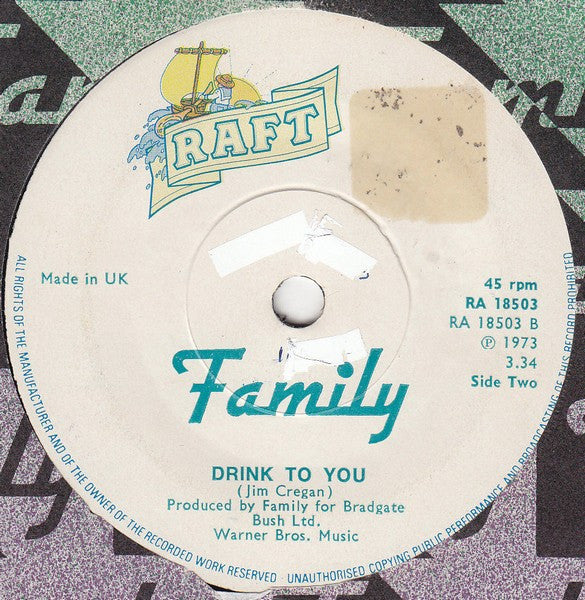 RAFT
Made in UK
45 rpm
RA 18503
RA 18503 B
Ⓟ 1973
3.34
Side Two
Family
DRINK TO YOU
(Jim Cregan)
Produced by Family for Bradgate
Bush Ltd.
Warner Bros. Music
ALL RIGHTS OF THE MANUFACTURER AND OF THE OWNER OF THE RECORDED WORK RESERVED · UNAUTHORISED COPYING PUBLIC PERFORMANCE AND BROADCASTING OF THIS RECORD PROHIBITED